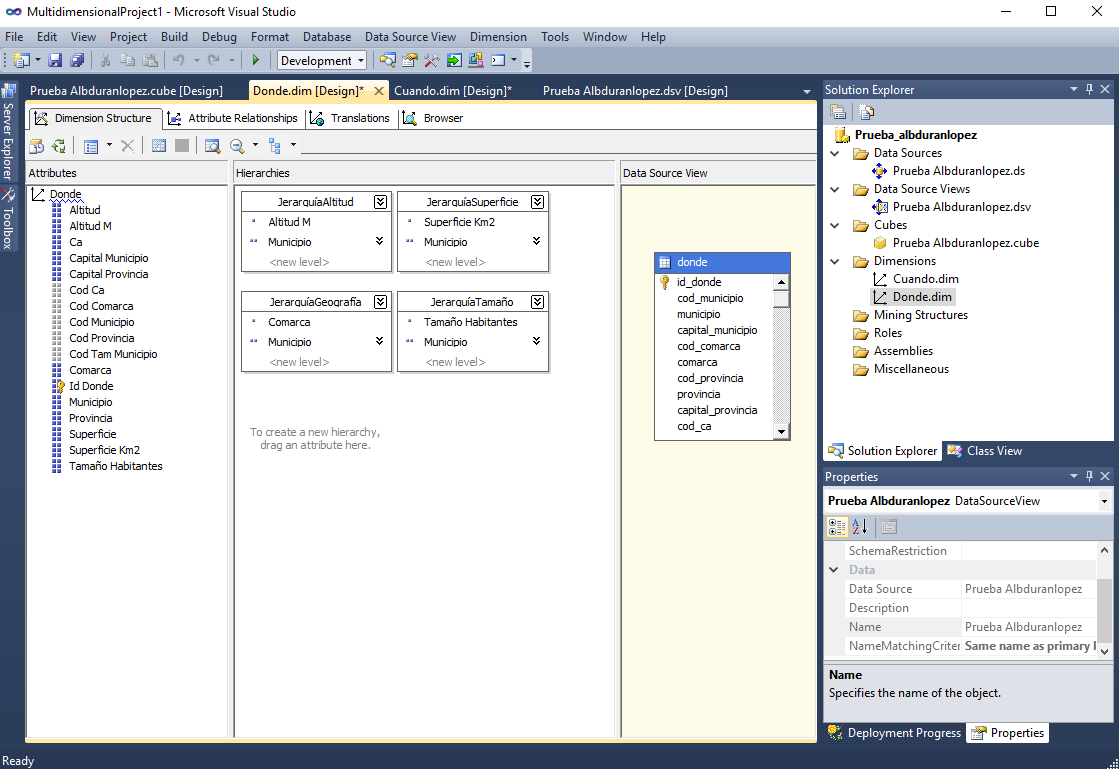 MultidimensionalProject1 - Microsoft Visual Studio
File Edit View Project Build Debug Format Database Data Source View Dimension Tools Window Help
Development
Server Explorer
Toolbox
Prueba Albduranlopez.cube [Design] Donde.dim [Design]* Cuando.dim [Design]* Prueba Albduranlopez.dsv [Design]
Dimension Structure Attribute Relationships Translations Browser
Attributes
Donde
Altitud
Altitud M
Ca
Capital Municipio
Capital Provincia
Cod Ca
Cod Comarca
Cod Municipio
Cod Provincia
Cod Tam Municipio
Comarca
Id Donde
Municipio
Provincia
Superficie
Superficie Km2
Tamaño Habitantes
Hierarchies
JerarquíaAltitud
Altitud M
Municipio
<new level>
JerarquíaSuperficie
Superficie Km2
Municipio
<new level>
JerarquíaGeografía
Comarca
Municipio
<new level>
JerarquíaTamaño
Tamaño Habitantes
Municipio
<new level>
To create a new hierarchy,
drag an attribute here.
Data Source View
donde
id_donde
cod_municipio
municipio
capital_municipio
cod_comarca
comarca
cod_provincia
provincia
capital_provincia
cod_ca
Solution Explorer
Prueba_albduranlopez
Data Sources
Prueba Albduranlopez.ds
Data Source Views
Prueba Albduranlopez.dsv
Cubes
Prueba Albduranlopez.cube
Dimensions
Cuando.dim
Donde.dim
Mining Structures
Roles
Assemblies
Miscellaneous
Solution Explorer Class View
Properties
Prueba Albduranlopez DataSourceView
SchemaRestriction
Data
Data Source Prueba Albduranlopez
Description
Name Prueba Albduranlopez
NameMatchingCriter Same name as primary
Name
Specifies the name of the object.
Deployment Progress Properties
Ready